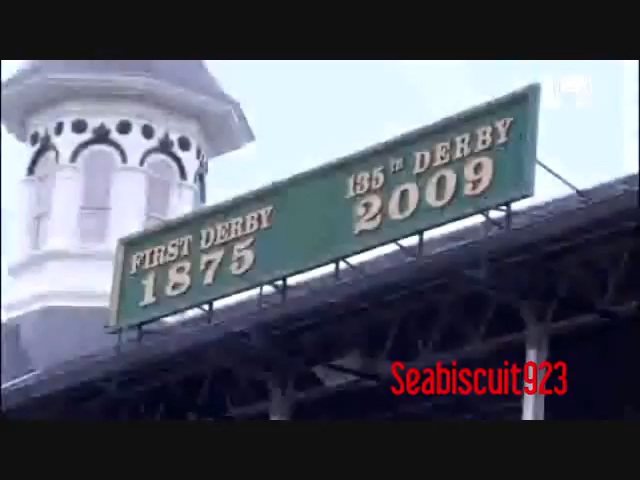 FIRST DERBY
1875
135TH DERBY
2009
Seabiscuit923